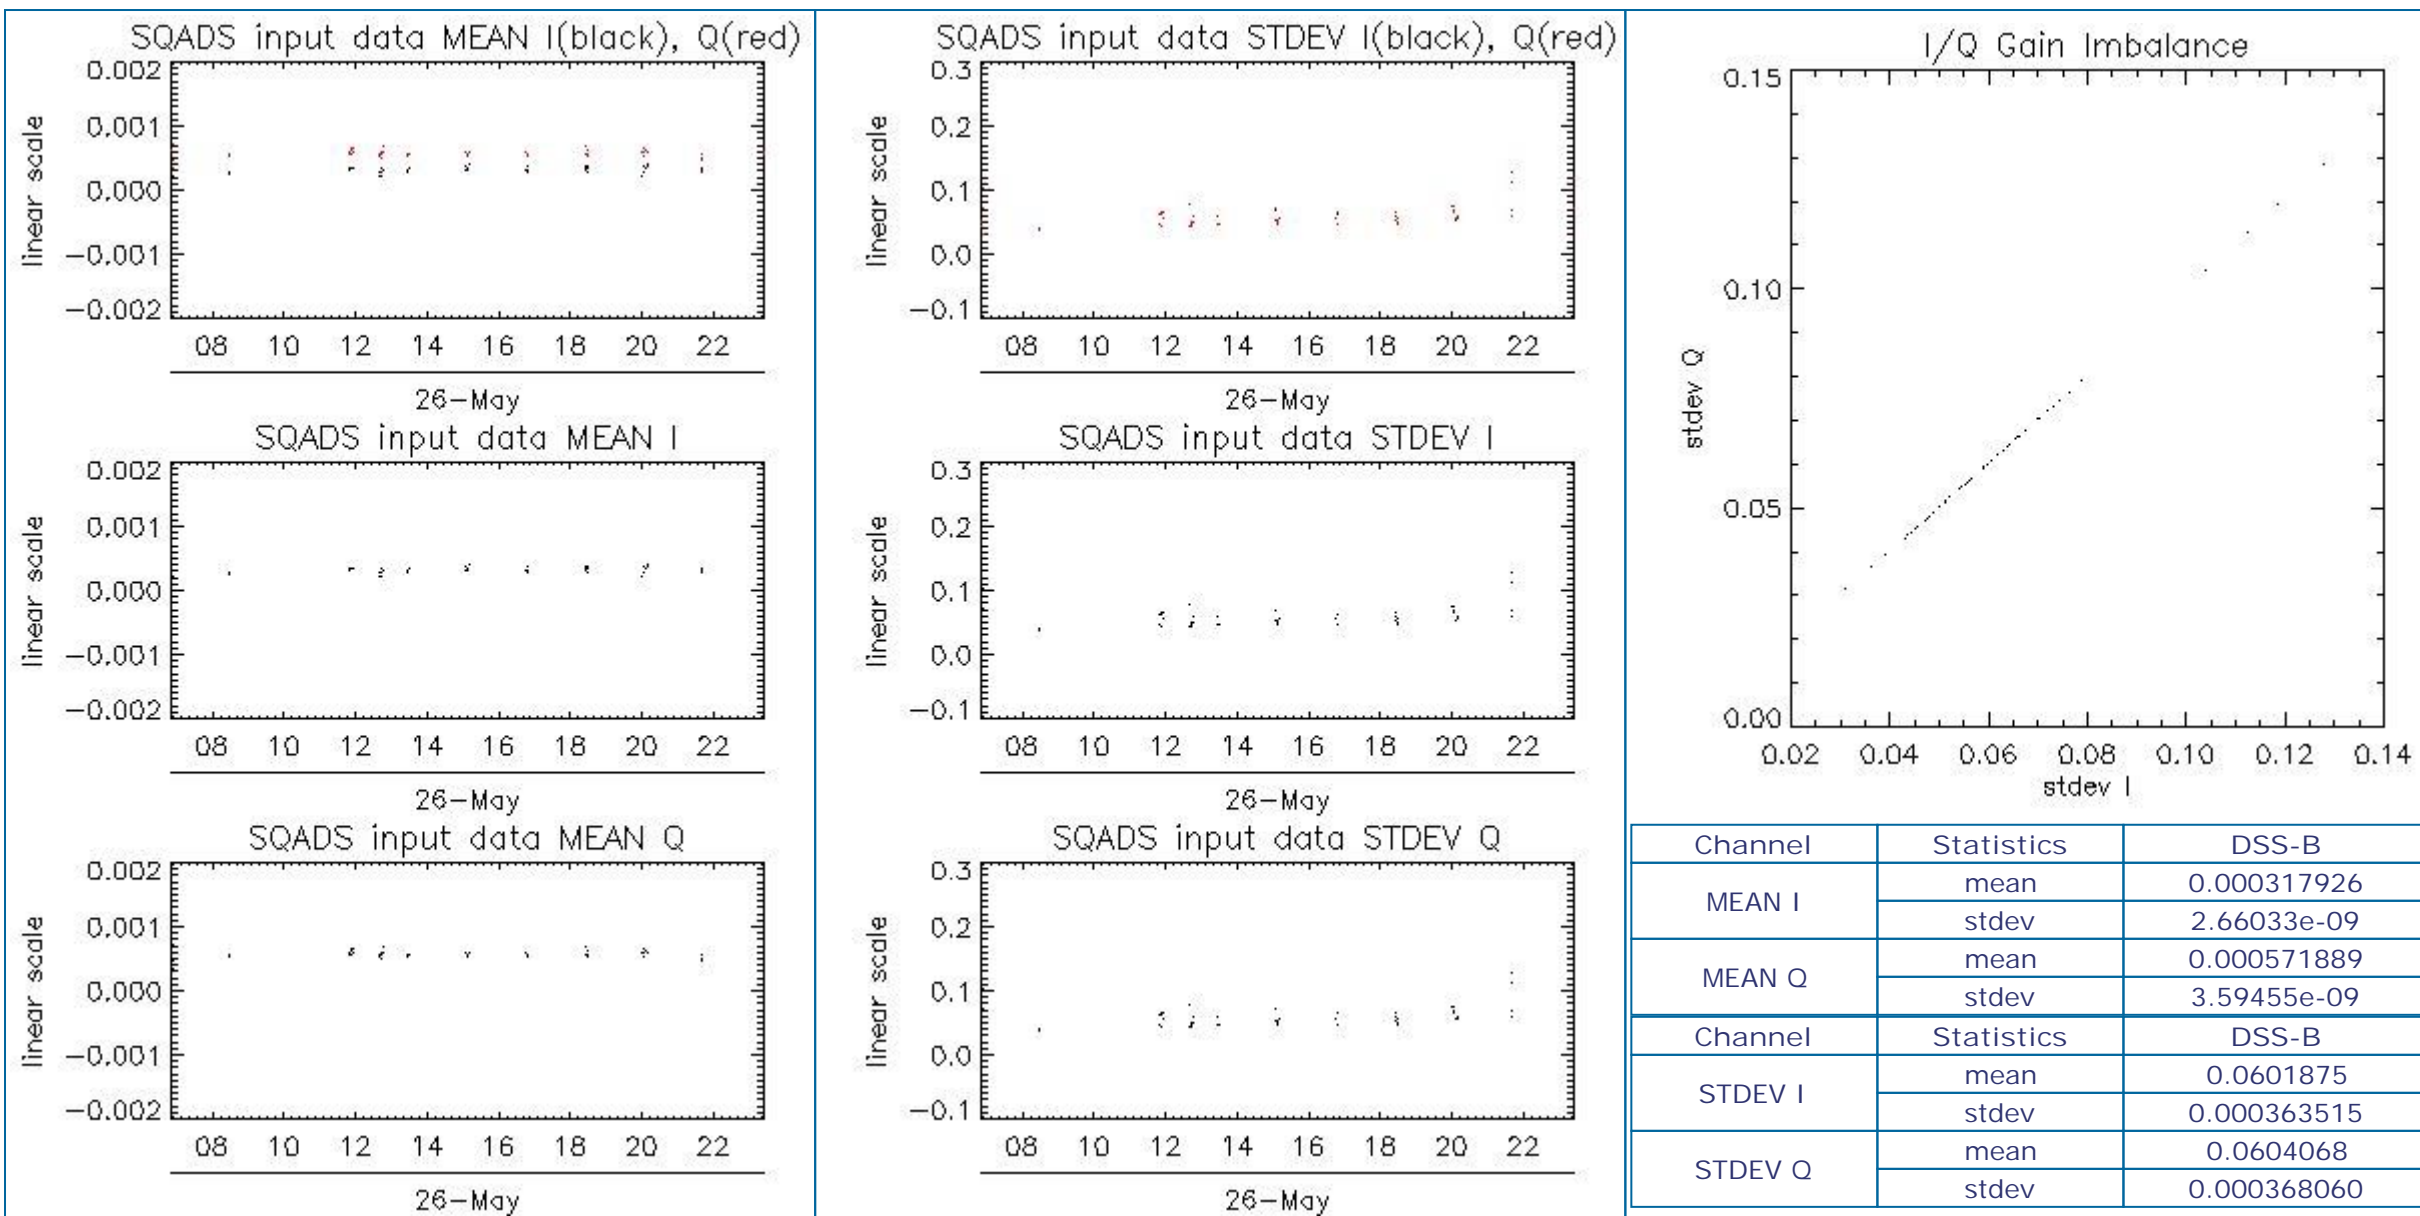 SQADS input data MEAN I(black), Q(red)
linear scale
0.002
0.001
0.000
−0.001
−0.002
08 10 12 14 16 18 20 22
26−May
SQADS input data MEAN I
linear scale
0.002
0.001
0.000
−0.001
−0.002
08 10 12 14 16 18 20 22
26−May
SQADS input data MEAN Q
linear scale
0.002
0.001
0.000
−0.001
−0.002
08 10 12 14 16 18 20 22
26−May
SQADS input data STDEV I(black), Q(red)
linear scale
0.3
0.2
0.1
0.0
−0.1
08 10 12 14 16 18 20 22
26−May
SQADS input data STDEV I
linear scale
0.3
0.2
0.1
0.0
−0.1
08 10 12 14 16 18 20 22
26−May
SQADS input data STDEV Q
linear scale
0.3
0.2
0.1
0.0
−0.1
08 10 12 14 16 18 20 22
26−May
I/Q Gain Imbalance
stdev Q
0.15
0.10
0.05
0.00
0.02 0.04 0.06 0.08 0.10 0.12 0.14
stdev I
Channel Statistics DSS-B
MEAN I mean 0.000317926
stdev 2.66033e-09
MEAN Q mean 0.000571889
stdev 3.59455e-09
Channel Statistics DSS-B
STDEV I mean 0.0601875
stdev 0.000363515
STDEV Q mean 0.0604068
stdev 0.000368060